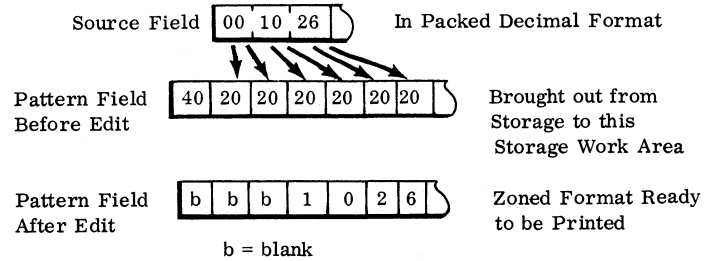 Source Field 00 10 26 In Packed Decimal Format
Pattern Field Before Edit
40 20 20 20 20 20 20
Brought out from Storage to this Storage Work Area
Pattern Field After Edit
b b b 1 0 2 6
Zoned Format Ready to be Printed
b = blank